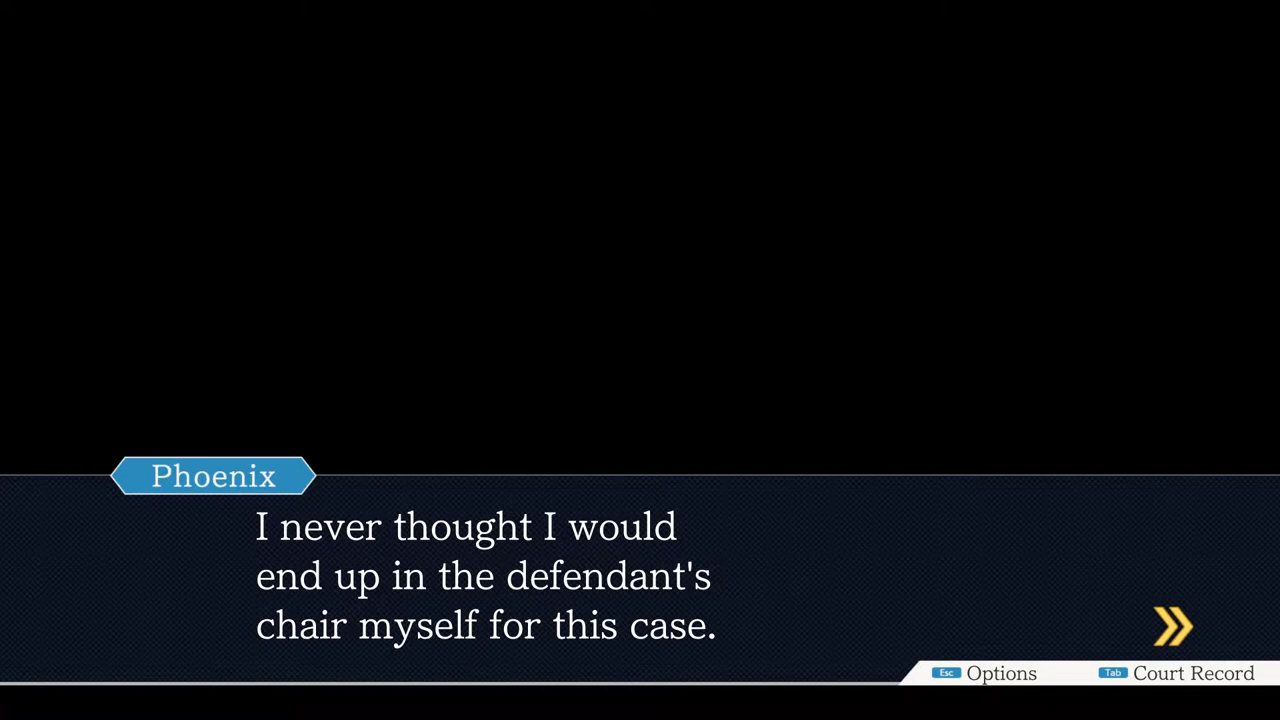 Phoenix
I never thought I would
end up in the defendant's
chair myself for this case.
Esc Options Tab Court Record